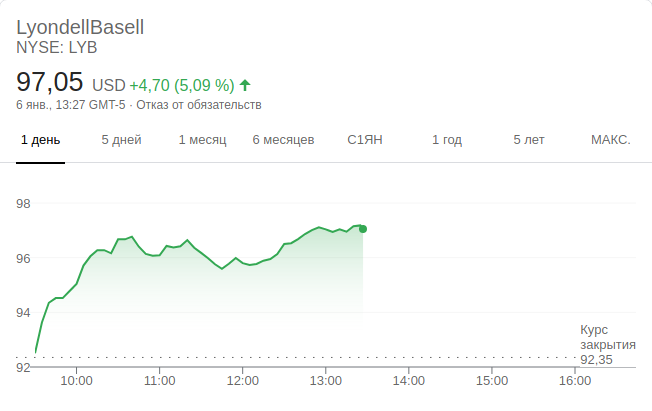 LyondellBasell
NYSE: LYB
97,05 USD +4,70 (5,09 %)
6 янв., 13:27 GMT-5 · Отказ от обязательств
1 день 5 дней 1 месяц 6 месяцев С1ЯН 1 год 5 лет МАКС.
98
96
94
Курс
закрытия
92,35
92
10:00 11:00 12:00 13:00 14:00 15:00 16:00